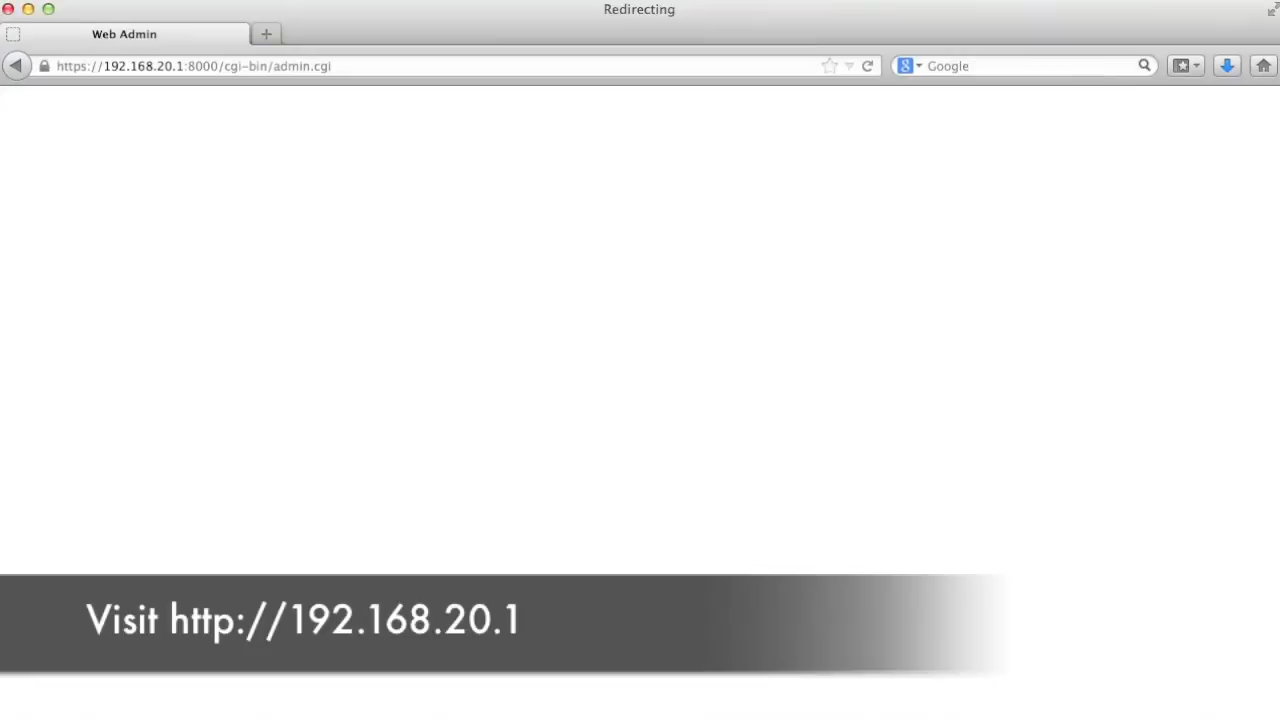 Redirecting
Web Admin
https://192.168.20.1:8000/cgi-bin/admin.cgi
Google
Visit http://192.168.20.1